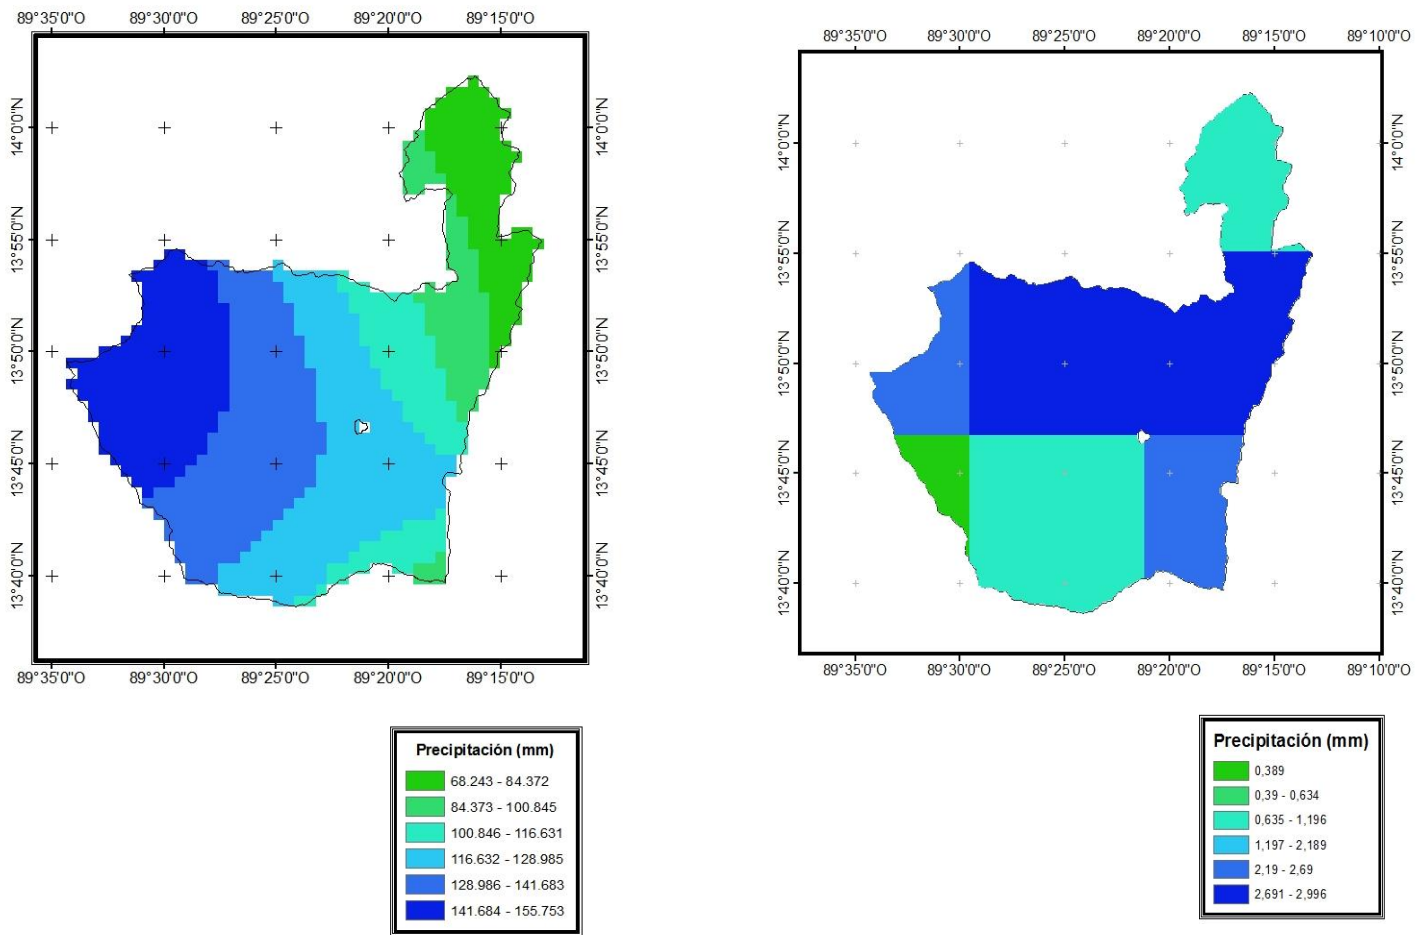 89°35'0"O 89°30'0"O 89°25'0"O 89°20'0"O 89°15'0"O
14°0'0"N 14°0'0"N
13°55'0"N 13°55'0"N
13°50'0"N 13°50'0"N
13°45'0"N 13°45'0"N
13°40'0"N 13°40'0"N
89°35'0"O 89°30'0"O 89°25'0"O 89°20'0"O 89°15'0"O
Precipitación (mm)
68.243 - 84.372
84.373 - 100.845
100.846 - 116.631
116.632 - 128.985
128.986 - 141.683
141.684 - 155.753
89°35'0"O 89°30'0"O 89°25'0"O 89°20'0"O 89°15'0"O 89°10'0"O
14°0'0"N 14°0'0"N
13°55'0"N 13°55'0"N
13°50'0"N 13°50'0"N
13°45'0"N 13°45'0"N
13°40'0"N 13°40'0"N
89°35'0"O 89°30'0"O 89°25'0"O 89°20'0"O 89°15'0"O 89°10'0"O
Precipitación (mm)
0,389
0,39 - 0,634
0,635 - 1,196
1,197 - 2,189
2,19 - 2,69
2,691 - 2,996